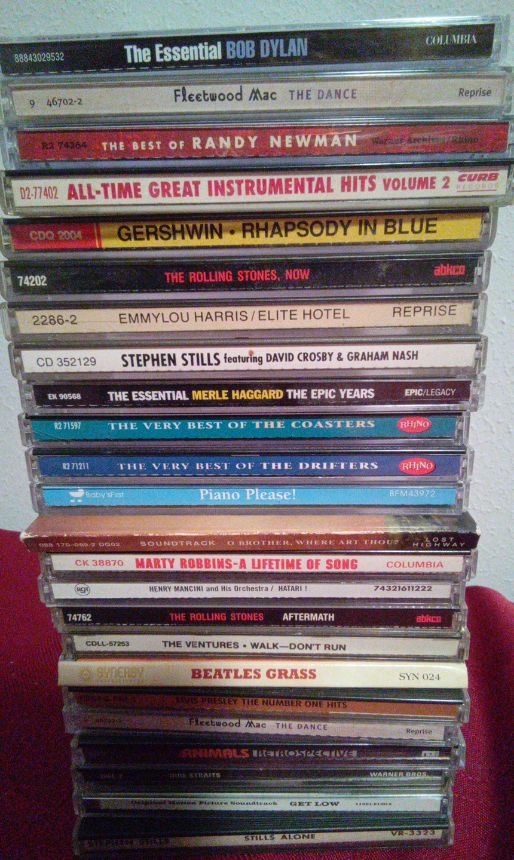 88843029532 The Essential BOB DYLAN COLUMBIA
9 46702-2 Fleetwood Mac THE DANCE Reprise
R2 74364 THE BEST OF RANDY NEWMAN Warner Archives/Rhino
D2-77402 ALL-TIME GREAT INSTRUMENTAL HITS VOLUME 2 CURB RECORDS
CDQ 2004 GERSHWIN • RHAPSODY IN BLUE
74202 THE ROLLING STONES, NOW abkco
2286-2 EMMYLOU HARRIS/ELITE HOTEL REPRISE
CD 352129 STEPHEN STILLS featuring DAVID CROSBY & GRAHAM NASH
EK 90568 THE ESSENTIAL MERLE HAGGARD THE EPIC YEARS EPIC/LEGACY
R2 71597 THE VERY BEST OF THE COASTERS RHINO
R2 71211 THE VERY BEST OF THE DRIFTERS RHINO
Baby'sFirst Piano Please! BFM43972
SOUNDTRACK O BROTHER, WHERE ART THOU? LOST HIGHWAY
CK 38870 MARTY ROBBINS-A LIFETIME OF SONG COLUMBIA
HENRY MANCINI and His Orchestra / HATARI ! 74321611222
74762 THE ROLLING STONES AFTERMATH abkco
CDLL-57253 THE VENTURES • WALK—DON'T RUN
SYNERGY BEATLES GRASS SYN 024
ELVIS PRESLEY THE NUMBER ONE HITS
Fleetwood Mac THE DANCE Reprise
ANIMALS RETROSPECTIVE
DIRE STRAITS WARNER BROS.
Original Motion Picture Soundtrack GET LOW
STEPHEN STILLS STILLS ALONE VR-3323